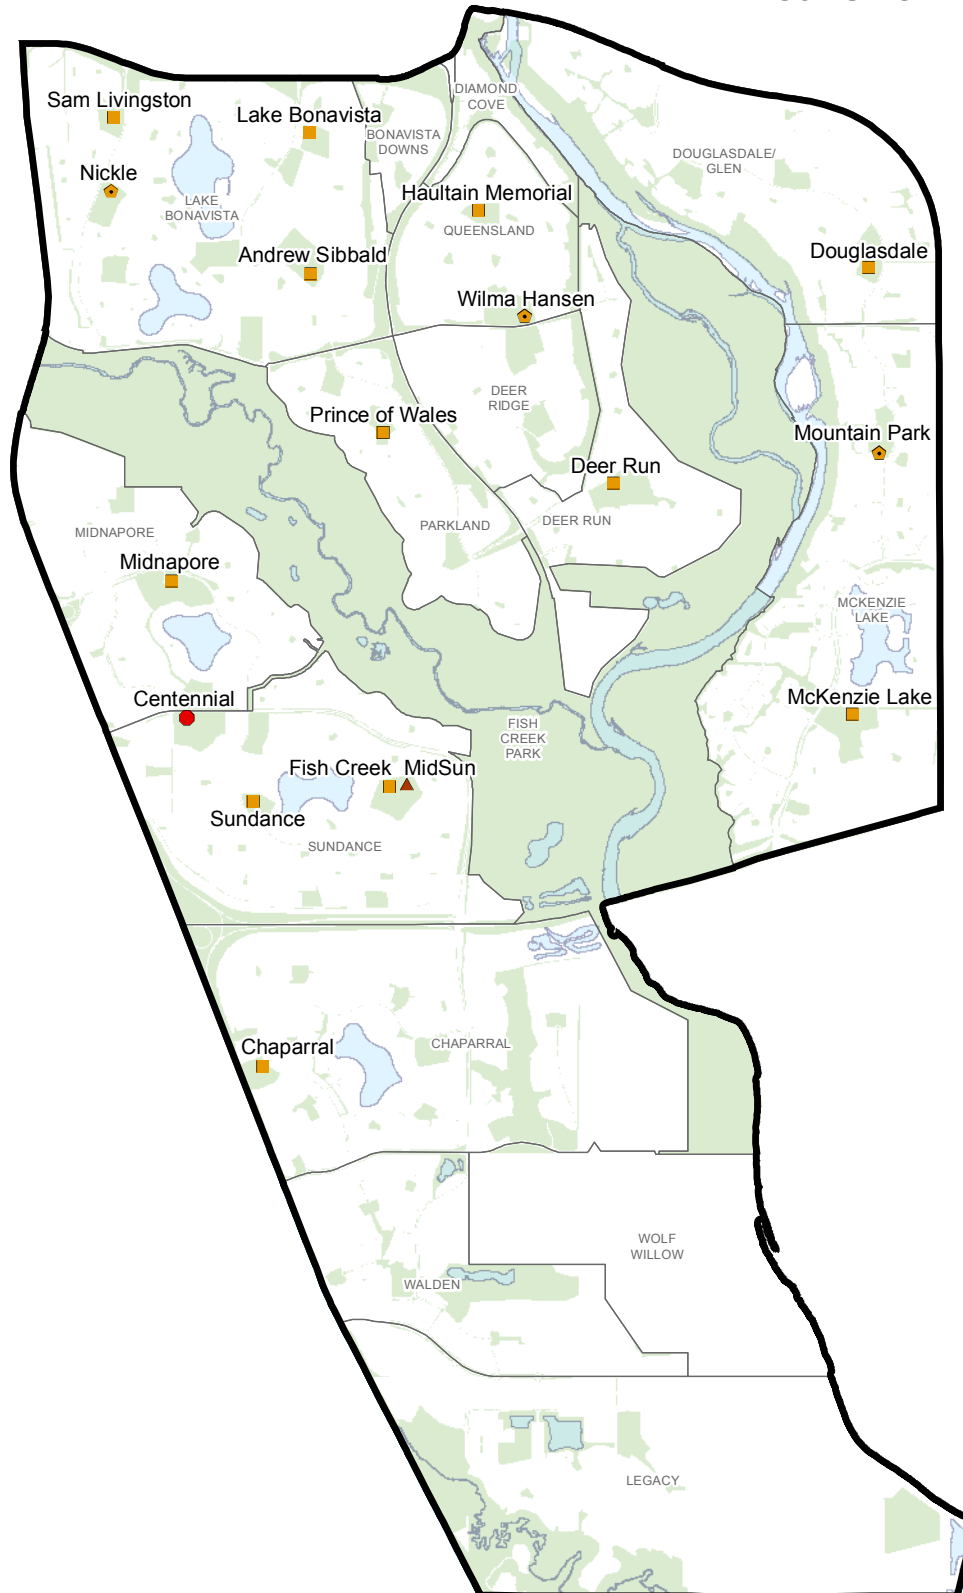 Sam Livingston
Lake Bonavista
DIAMOND
COVE
BONAVISTA
DOWNS
DOUGLASDALE/
GLEN
Nickle
LAKE
BONAVISTA
Haultain Memorial
QUEENSLAND
Andrew Sibbald
Douglasdale
Wilma Hansen
DEER
RIDGE
Prince of Wales
Mountain Park
Deer Run
PARKLAND
DEER RUN
MIDNAPORE
Midnapore
MCKENZIE
LAKE
Centennial
McKenzie Lake
FISH
CREEK
PARK
Fish Creek
MidSun
Sundance
SUNDANCE
Chaparral
CHAPARRAL
WOLF
WILLOW
WALDEN
LEGACY